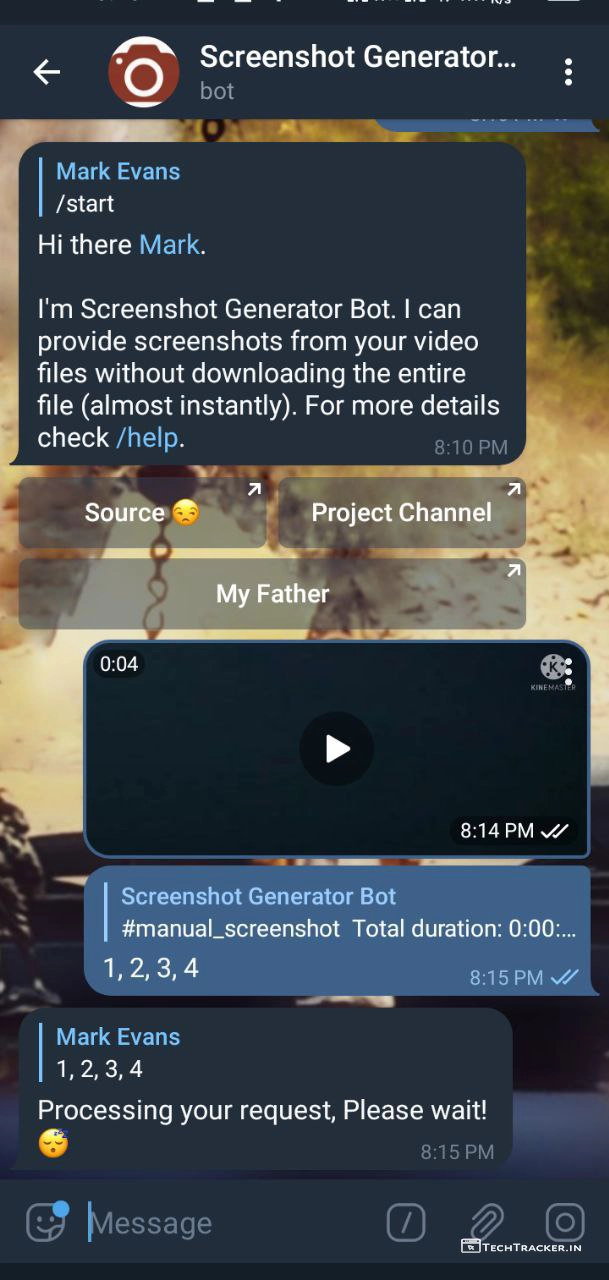 Screenshot Generator...
bot
Mark Evans
/start
Hi there Mark.
I'm Screenshot Generator Bot. I can
provide screenshots from your video
files without downloading the entire
file (almost instantly). For more details
check /help.
8:10 PM
Source 😒
Project Channel
My Father
0:04
K
KINEMASTER
8:14 PM
Screenshot Generator Bot
#manual_screenshot Total duration: 0:00:...
1, 2, 3, 4
8:15 PM
Mark Evans
1, 2, 3, 4
Processing your request, Please wait!
😴
8:15 PM
Message
TECHTRACKER.IN